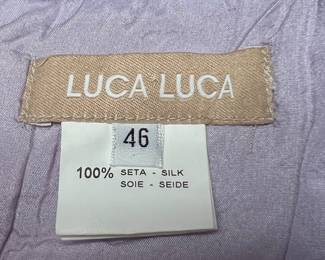 LUCA LUCA
46
100% SETA - SILK
SOIE - SEIDE